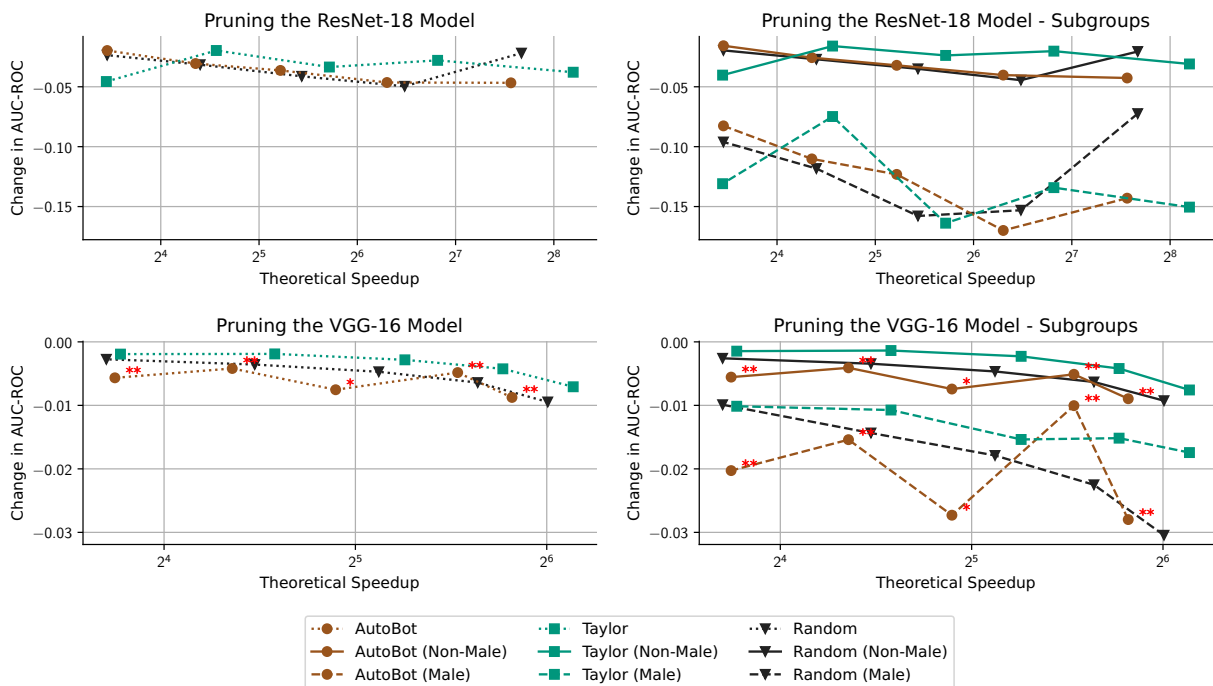 Pruning the ResNet-18 Model
Pruning the ResNet-18 Model - Subgroups
Change in AUC-ROC
−0.05
−0.10
−0.15
2^4
2^5
2^6
2^7
2^8
Theoretical Speedup
Change in AUC-ROC
−0.05
−0.10
−0.15
2^4
2^5
2^6
2^7
2^8
Theoretical Speedup
Pruning the VGG-16 Model
Pruning the VGG-16 Model - Subgroups
Change in AUC-ROC
0.00
−0.01
−0.02
−0.03
**
**
*
**
**
2^4
2^5
2^6
Theoretical Speedup
Change in AUC-ROC
0.00
−0.01
−0.02
−0.03
**
**
*
**
**
**
**
*
**
**
2^4
2^5
2^6
Theoretical Speedup
AutoBot
AutoBot (Non-Male)
AutoBot (Male)
Taylor
Taylor (Non-Male)
Taylor (Male)
Random
Random (Non-Male)
Random (Male)